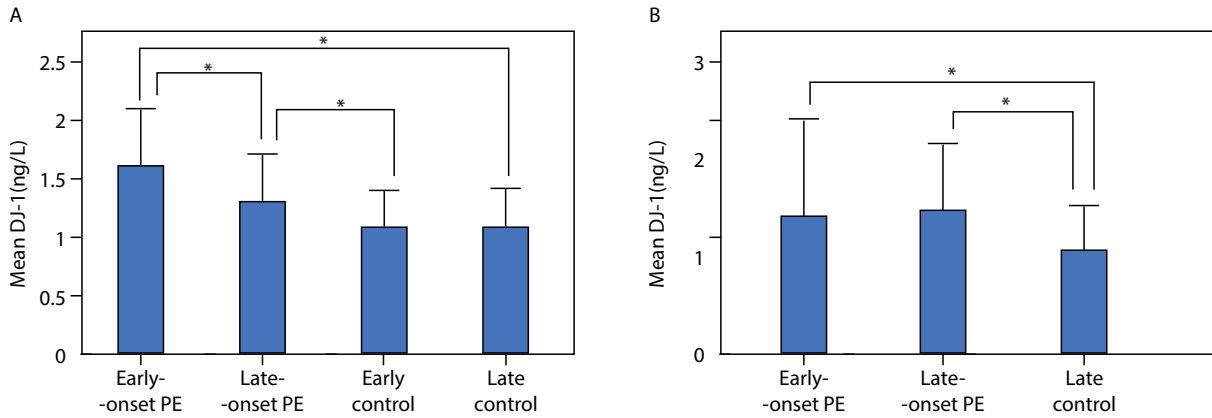 A
Mean DJ-1(ng/L)
2.5
2
1.5
1
0.5
0
*
*
*
Early-
-onset PE
Late-
-onset PE
Early
control
Late
control
B
Mean DJ-1(ng/L)
3
2
1
0
*
*
Early-
-onset PE
Late-
-onset PE
Late
control